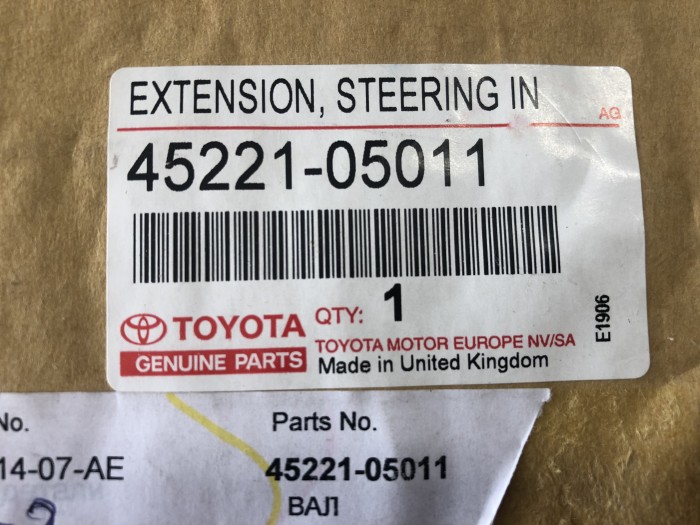 EXTENSION, STEERING IN
AG
45221-05011
TOYOTA
GENUINE PARTS
QTY: 1
TOYOTA MOTOR EUROPE NV/SA
Made in United Kingdom
E1906
No.
14-07-AE
Parts No.
45221-05011
ВАЛ